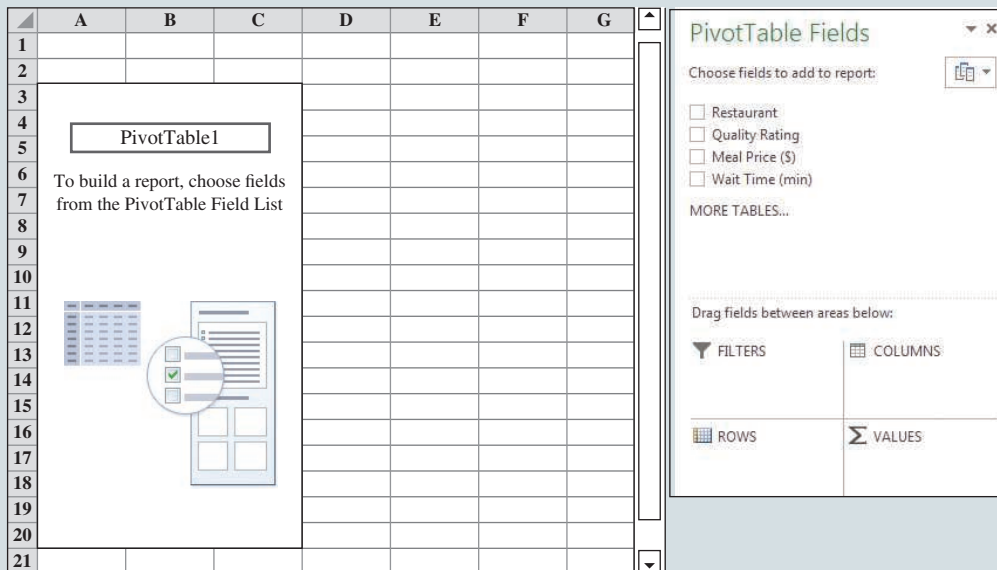 A B C D E F G
1
2
3
4
5
6
7
8
9
10
11
12
13
14
15
16
17
18
19
20
21
PivotTable1
To build a report, choose fields
from the PivotTable Field List
PivotTable Fields
Choose fields to add to report:
Restaurant
Quality Rating
Meal Price ($)
Wait Time (min)
MORE TABLES...
Drag fields between areas below:
FILTERS
COLUMNS
ROWS
Σ VALUES